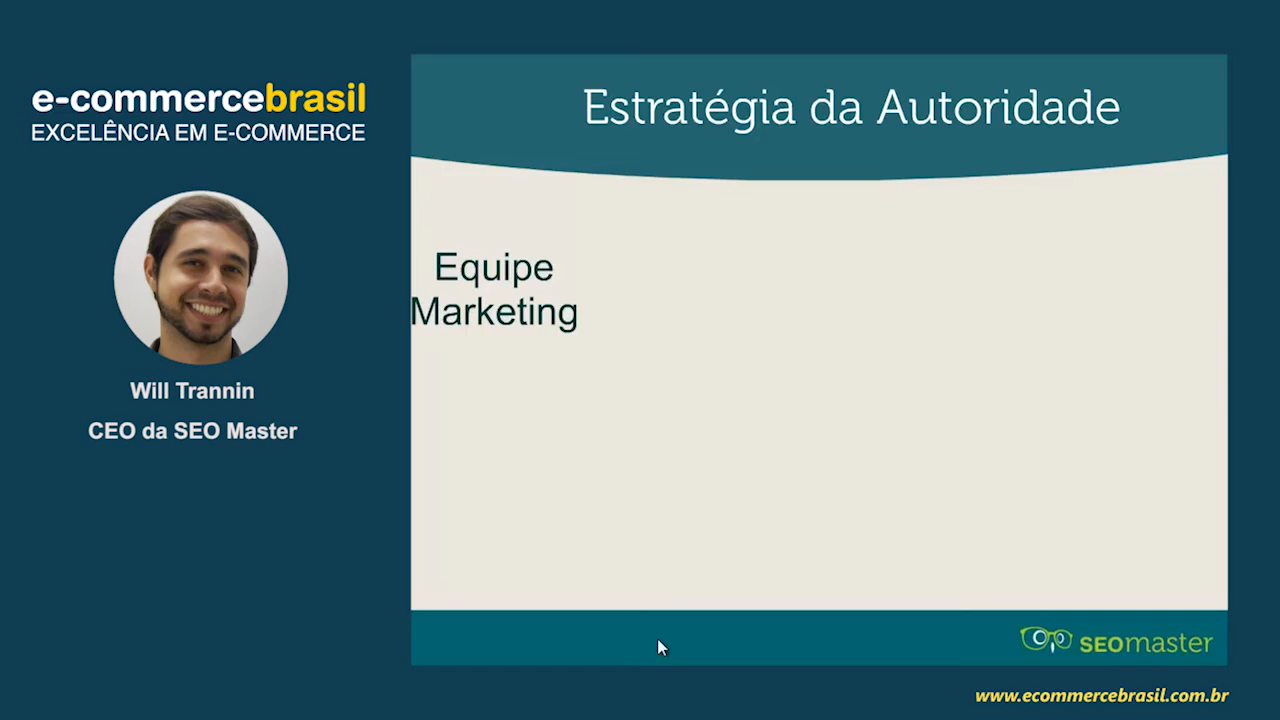 e-commercebrasil
EXCELÊNCIA EM E-COMMERCE
Will Trannin
CEO da SEO Master
Estratégia da Autoridade
Equipe
Marketing
SEOmaster
www.ecommercebrasil.com.br